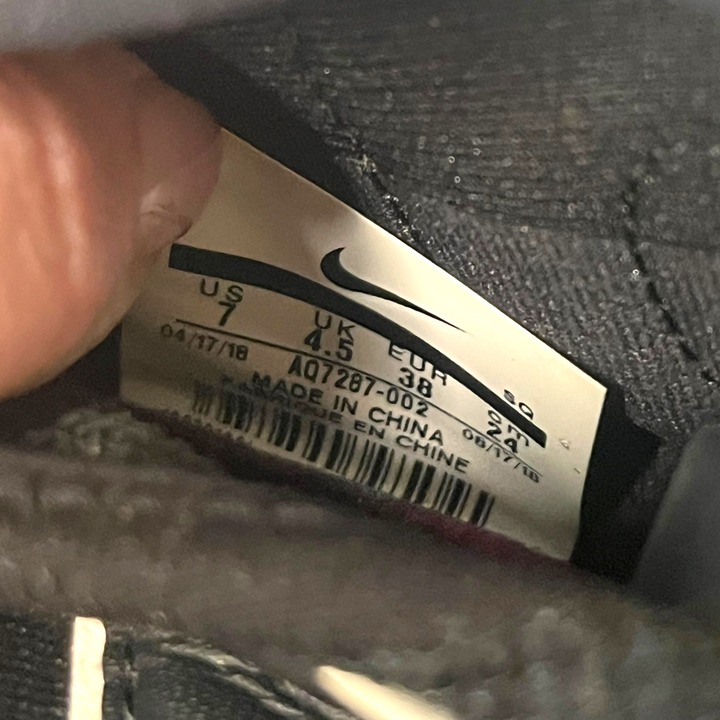 US UK EUR cm
7 4.5 38 24
04/17/18 AQ7287-002 06/17/18
MADE IN CHINA
FABRIQUE EN CHINE
SQ